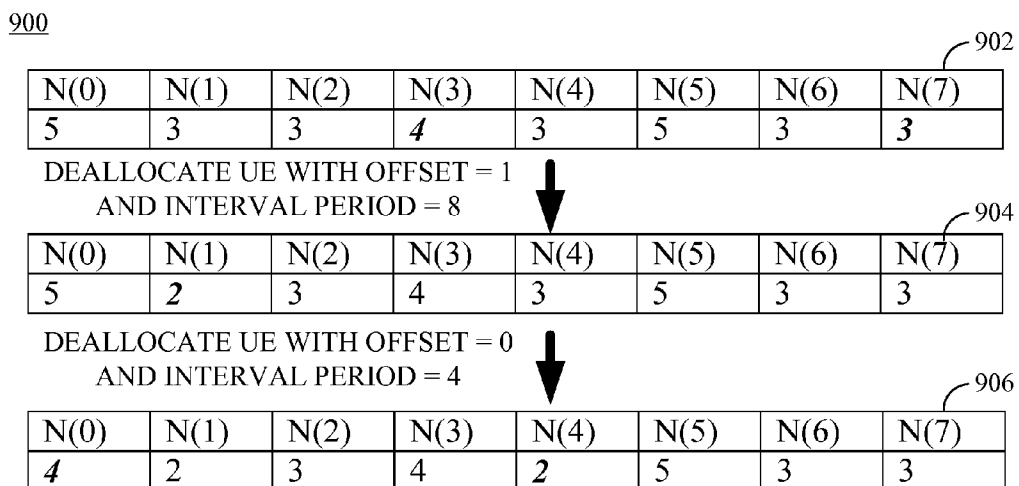 900
902
N(0) N(1) N(2) N(3) N(4) N(5) N(6) N(7)
5 3 3 4 3 5 3 3
DEALLOCATE UE WITH OFFSET = 1
AND INTERVAL PERIOD = 8
904
N(0) N(1) N(2) N(3) N(4) N(5) N(6) N(7)
5 2 3 4 3 5 3 3
DEALLOCATE UE WITH OFFSET = 0
AND INTERVAL PERIOD = 4
906
N(0) N(1) N(2) N(3) N(4) N(5) N(6) N(7)
4 2 3 4 2 5 3 3